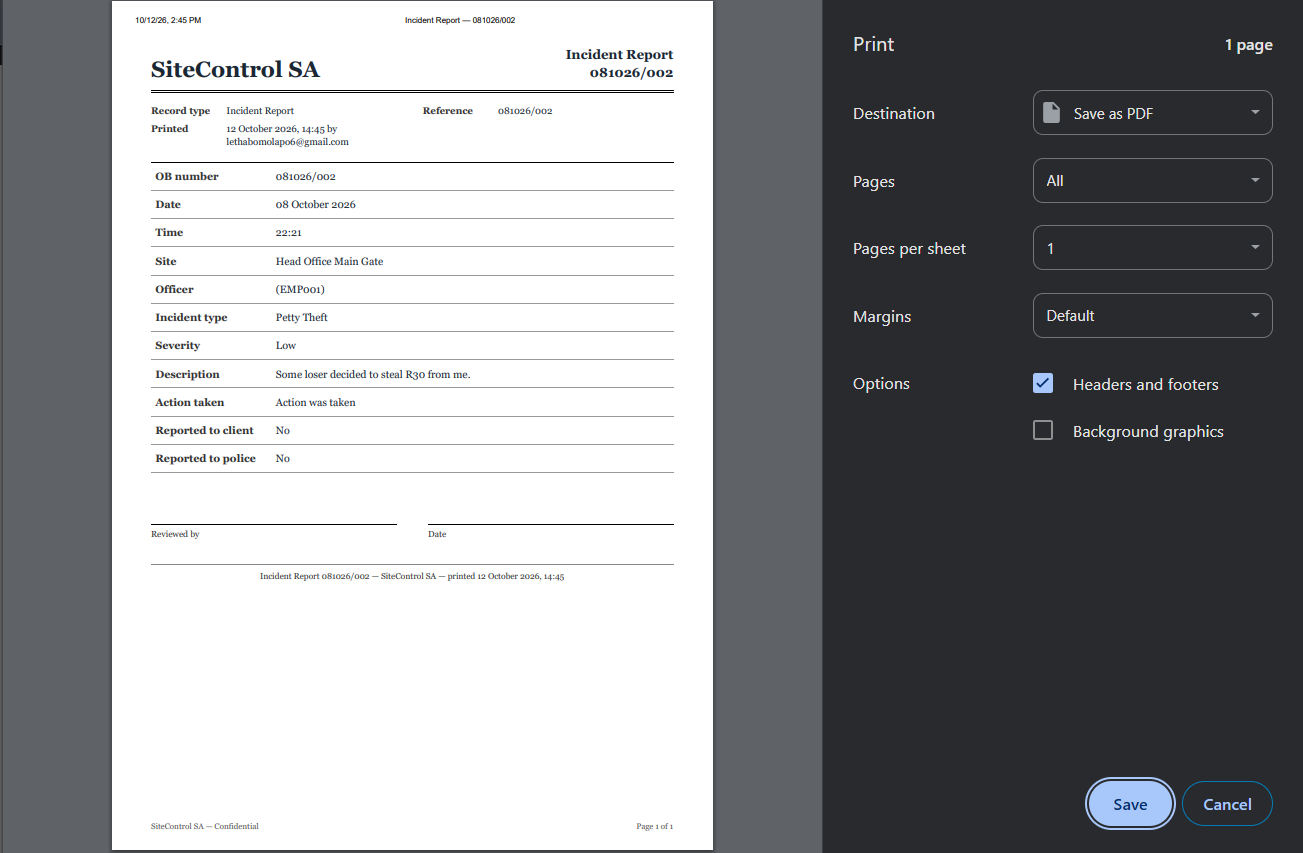 10/12/26, 2:45 PM
Incident Report — 081026/002
SiteControl SA
Incident Report
081026/002
Record type Incident Report
Reference 081026/002
Printed 12 October 2026, 14:45 by
lethabomolapo6@gmail.com
OB number 081026/002
Date 08 October 2026
Time 22:21
Site Head Office Main Gate
Officer (EMP001)
Incident type Petty Theft
Severity Low
Description Some loser decided to steal R30 from me.
Action taken Action was taken
Reported to client No
Reported to police No
Reviewed by
Date
Incident Report 081026/002 — SiteControl SA — printed 12 October 2026, 14:45
SiteControl SA — Confidential
Page 1 of 1
Print
1 page
Destination Save as PDF
Pages All
Pages per sheet 1
Margins Default
Options Headers and footers
Background graphics
Save
Cancel